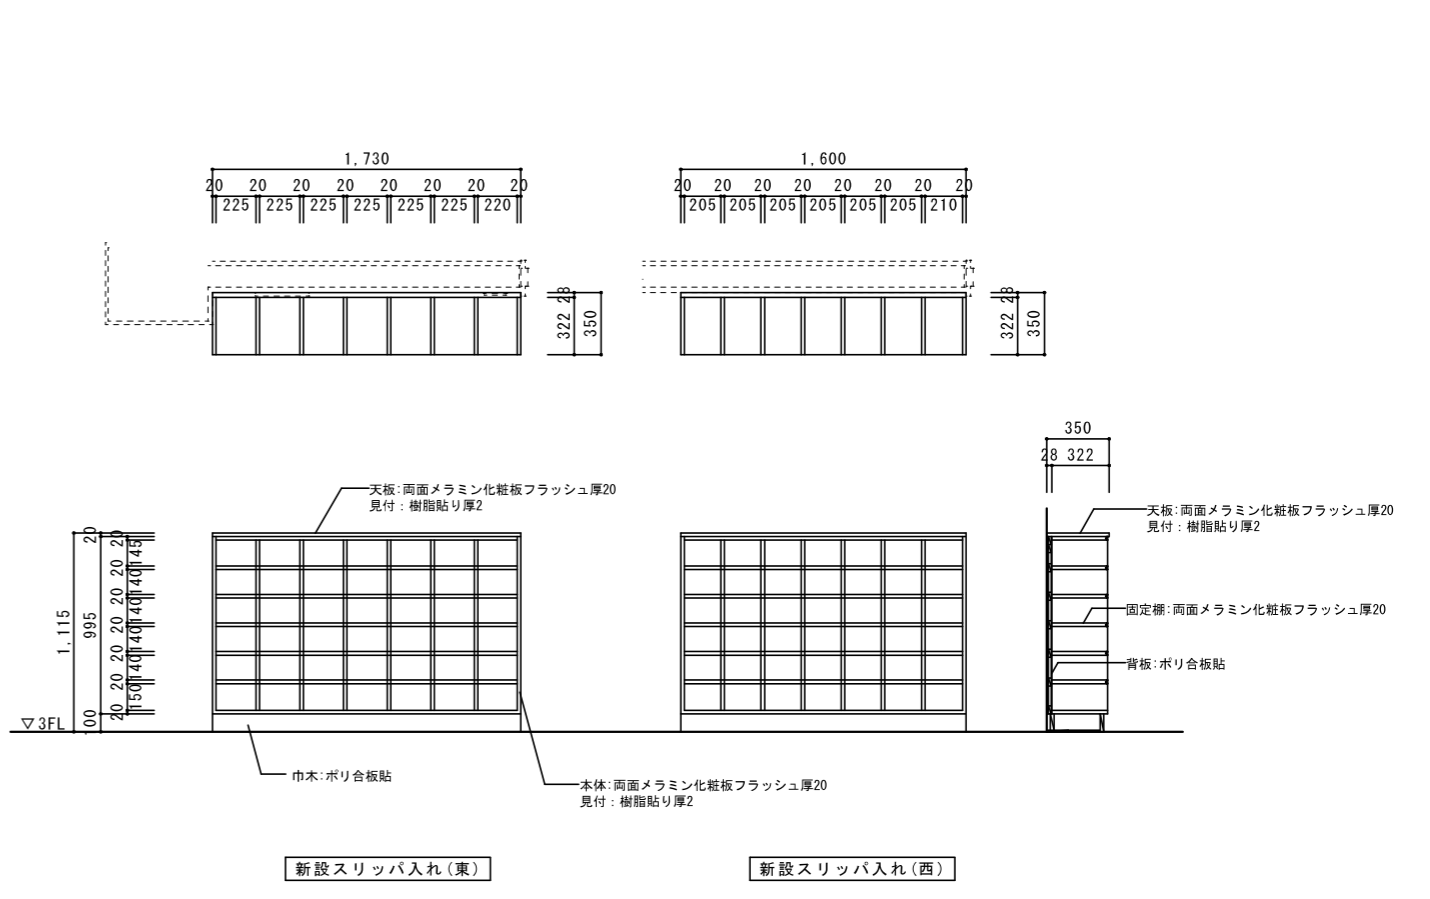 1,730
20 20 20 20 20 20 20 20
225 225 225 225 225 225 220
1,600
20 20 20 20 20 20 20 20
205 205 205 205 205 205 210
28
322
350
28
322
350
350
28 322
天板:両面メラミン化粧板フラッシュ厚20
見付：樹脂貼り厚2
天板:両面メラミン化粧板フラッシュ厚20
見付：樹脂貼り厚2
固定棚:両面メラミン化粧板フラッシュ厚20
背板:ポリ合板貼
1,115
20
995
100
20
145
20
140
20
140
20
140
20
140
20
150
20
▽3FL
巾木:ポリ合板貼
本体:両面メラミン化粧板フラッシュ厚20
見付：樹脂貼り厚2
新設スリッパ入れ(東)
新設スリッパ入れ(西)